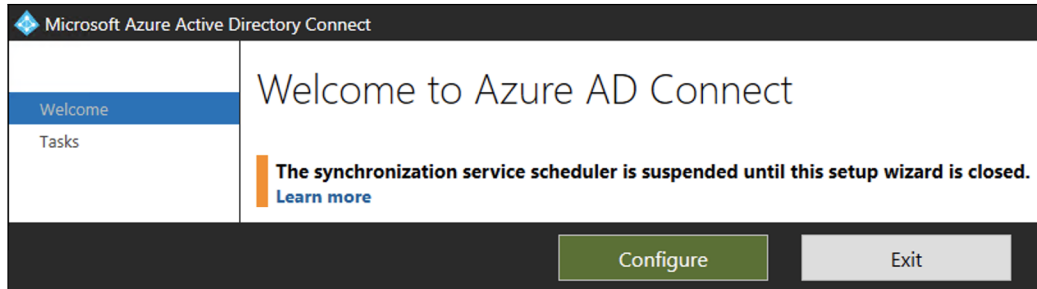 Microsoft Azure Active Directory Connect
Welcome
Tasks
Welcome to Azure AD Connect
The synchronization service scheduler is suspended until this setup wizard is closed.
Learn more
Configure
Exit